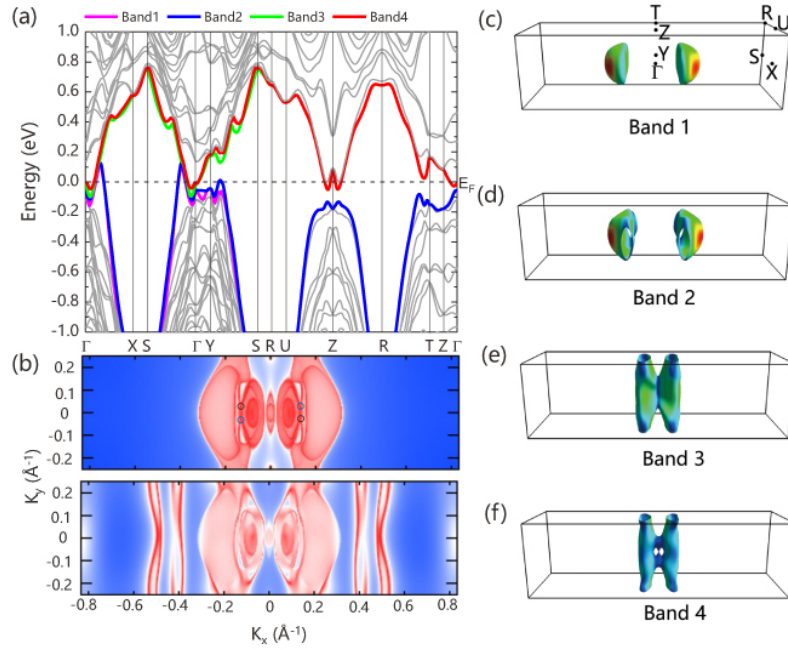 (a)
Band1 Band2 Band3 Band4
Energy (eV)
1.0
0.8
0.6
0.4
0.2
0.0
-0.2
-0.4
-0.6
-0.8
-1.0
E_F
Γ X S Γ Y S R U Z R T Z Γ
(b)
K_y (Å⁻¹)
0.2
0.1
0
-0.1
-0.2
0.2
0.1
0
-0.1
-0.2
-0.8 -0.6 -0.4 -0.2 0 0.2 0.4 0.6 0.8
K_x (Å⁻¹)
(c)
T
Z
Y
Γ
R
U
S
X
Band 1
(d)
Band 2
(e)
Band 3
(f)
Band 4